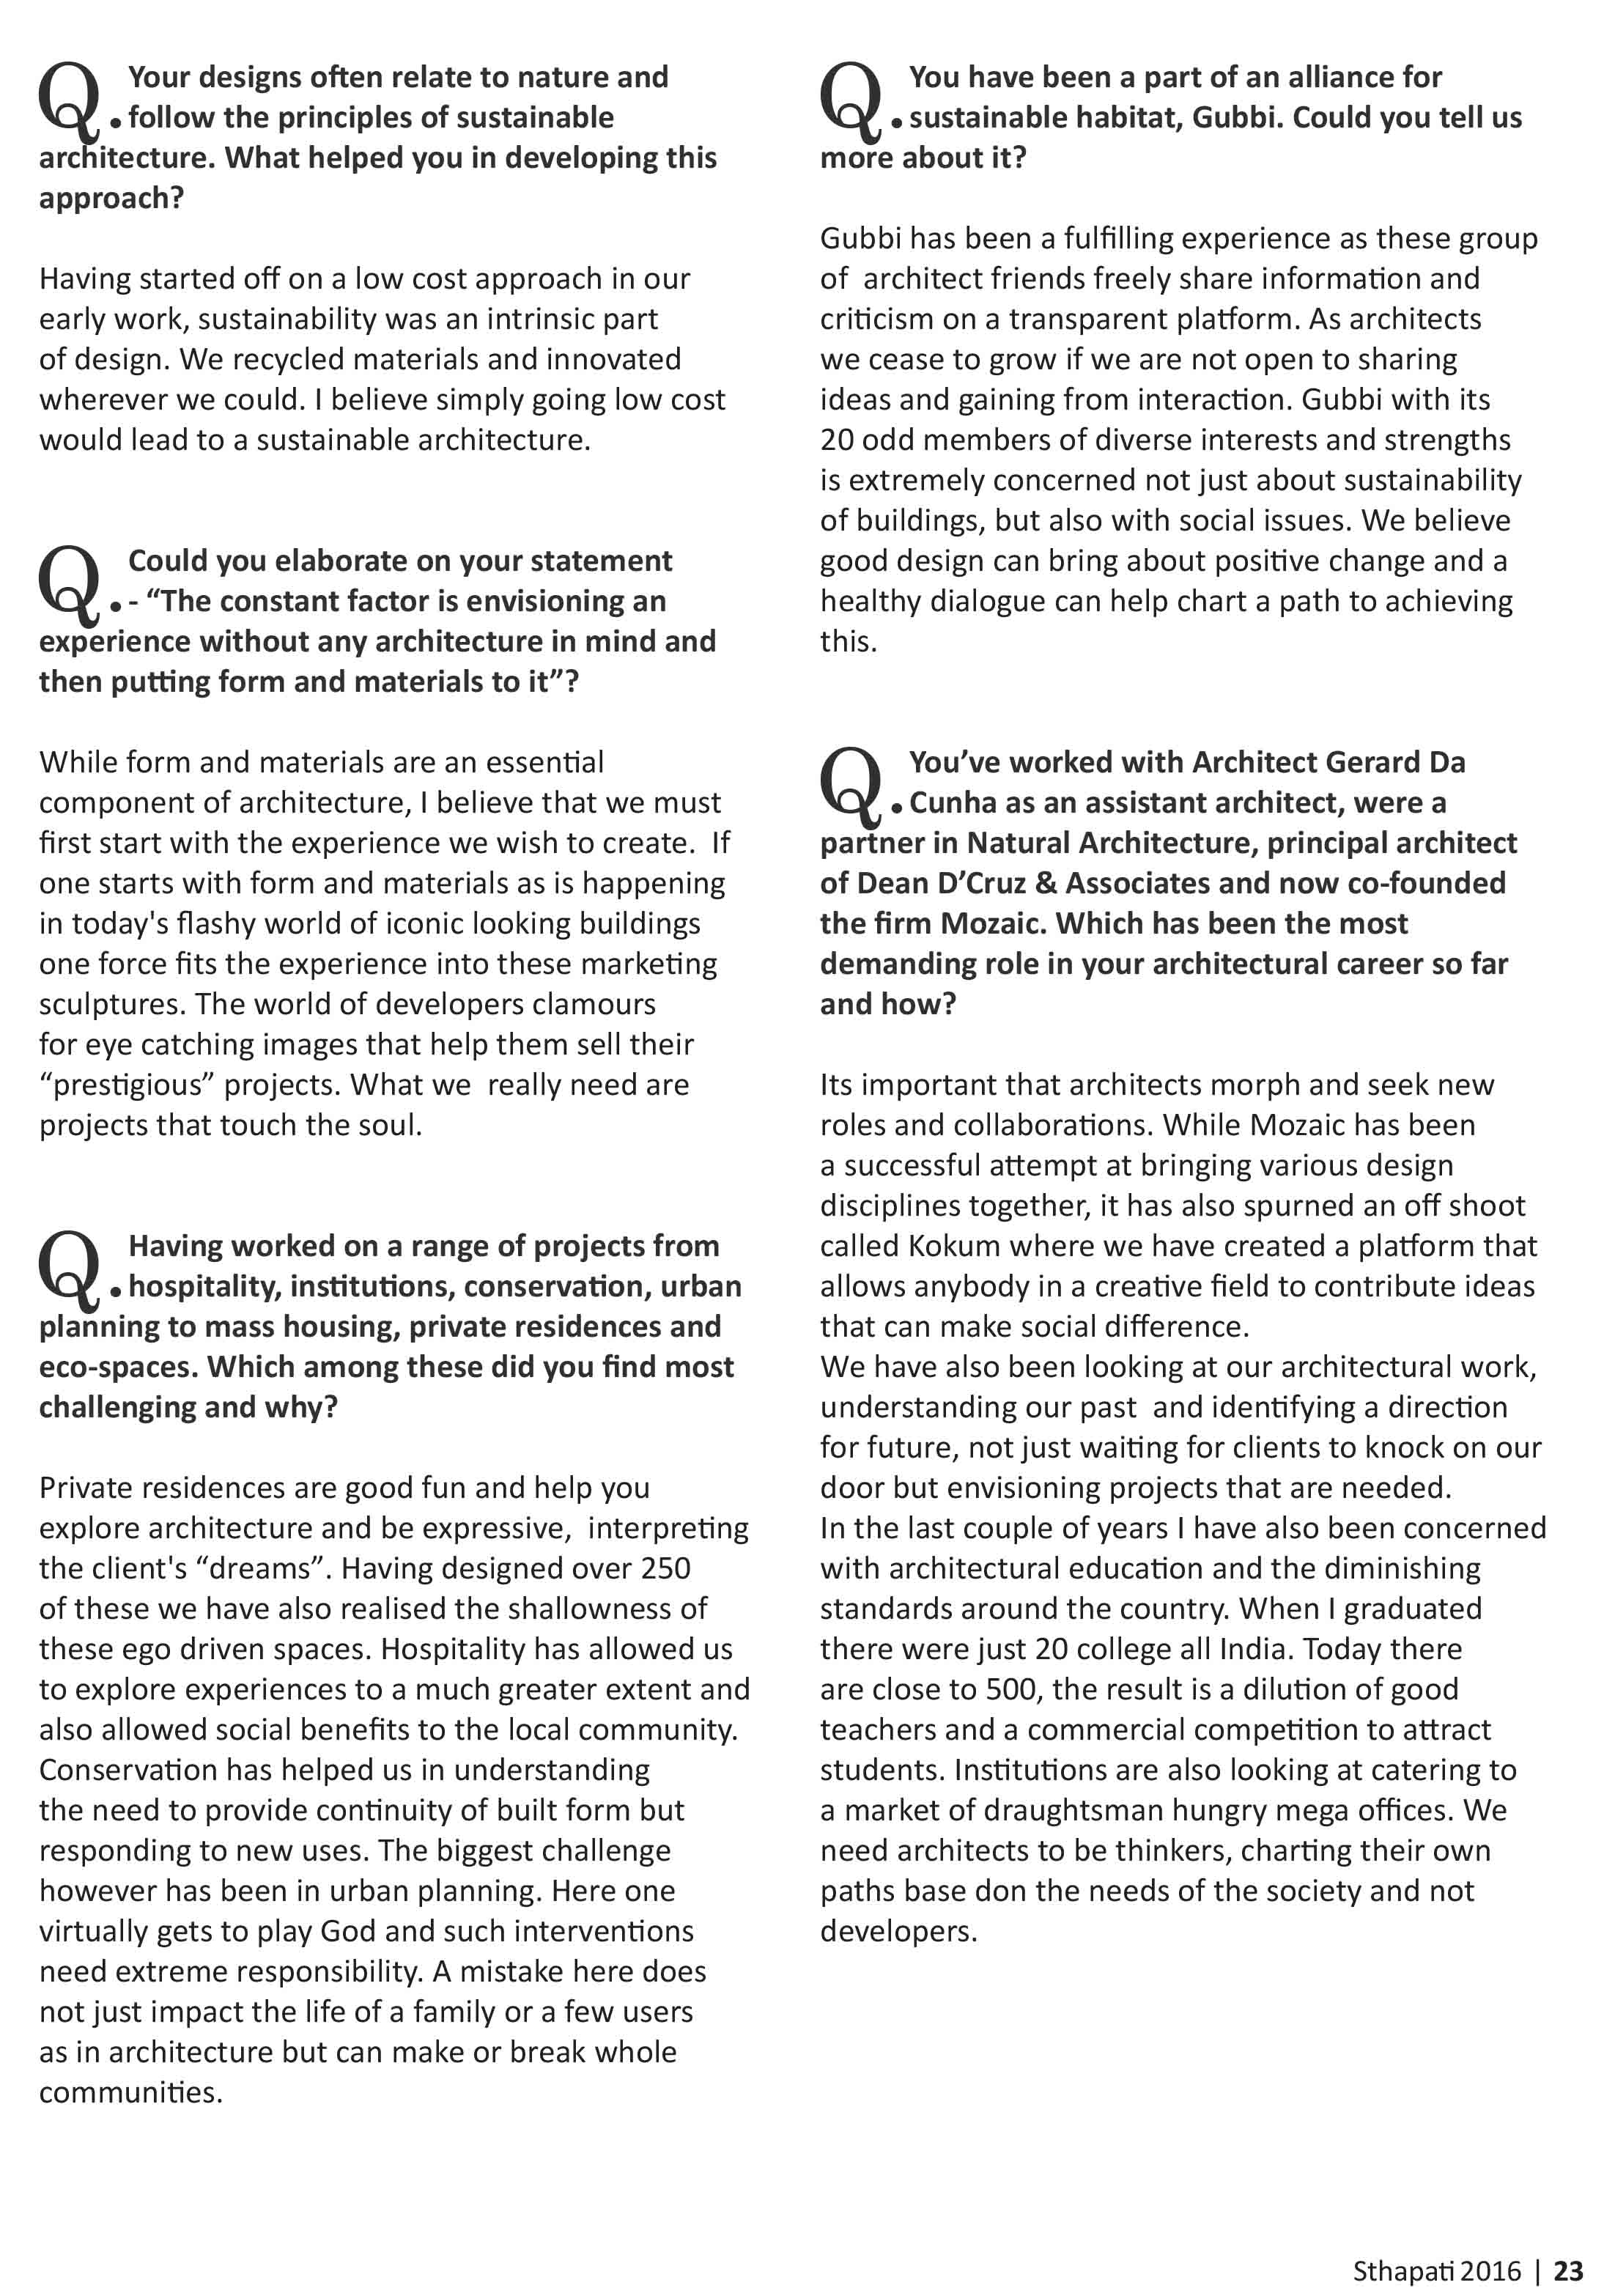 Q. Your designs often relate to nature and
follow the principles of sustainable
architecture. What helped you in developing this
approach?
Having started off on a low cost approach in our
early work, sustainability was an intrinsic part
of design. We recycled materials and innovated
wherever we could. I believe simply going low cost
would lead to a sustainable architecture.
Q. Could you elaborate on your statement
- “The constant factor is envisioning an
experience without any architecture in mind and
then putting form and materials to it”?
While form and materials are an essential
component of architecture, I believe that we must
first start with the experience we wish to create.  If
one starts with form and materials as is happening
in today's flashy world of iconic looking buildings
one force fits the experience into these marketing
sculptures. The world of developers clamours
for eye catching images that help them sell their
“prestigious” projects. What we  really need are
projects that touch the soul.
Q. Having worked on a range of projects from
hospitality, institutions, conservation, urban
planning to mass housing, private residences and
eco-spaces. Which among these did you find most
challenging and why?
Private residences are good fun and help you
explore architecture and be expressive,  interpreting
the client's “dreams”. Having designed over 250
of these we have also realised the shallowness of
these ego driven spaces. Hospitality has allowed us
to explore experiences to a much greater extent and
also allowed social benefits to the local community.
Conservation has helped us in understanding
the need to provide continuity of built form but
responding to new uses. The biggest challenge
however has been in urban planning. Here one
virtually gets to play God and such interventions
need extreme responsibility. A mistake here does
not just impact the life of a family or a few users
as in architecture but can make or break whole
communities.
Q. You have been a part of an alliance for
sustainable habitat, Gubbi. Could you tell us
more about it?
Gubbi has been a fulfilling experience as these group
of  architect friends freely share information and
criticism on a transparent platform. As architects
we cease to grow if we are not open to sharing
ideas and gaining from interaction. Gubbi with its
20 odd members of diverse interests and strengths
is extremely concerned not just about sustainability
of buildings, but also with social issues. We believe
good design can bring about positive change and a
healthy dialogue can help chart a path to achieving
this.
Q. You’ve worked with Architect Gerard Da
Cunha as an assistant architect, were a
partner in Natural Architecture, principal architect
of Dean D’Cruz & Associates and now co-founded
the firm Mozaic. Which has been the most
demanding role in your architectural career so far
and how?
Its important that architects morph and seek new
roles and collaborations. While Mozaic has been
a successful attempt at bringing various design
disciplines together, it has also spurned an off shoot
called Kokum where we have created a platform that
allows anybody in a creative field to contribute ideas
that can make social difference.
We have also been looking at our architectural work,
understanding our past  and identifying a direction
for future, not just waiting for clients to knock on our
door but envisioning projects that are needed.
In the last couple of years I have also been concerned
with architectural education and the diminishing
standards around the country. When I graduated
there were just 20 college all India. Today there
are close to 500, the result is a dilution of good
teachers and a commercial competition to attract
students. Institutions are also looking at catering to
a market of draughtsman hungry mega offices. We
need architects to be thinkers, charting their own
paths base don the needs of the society and not
developers.
Sthapati 2016 | 23